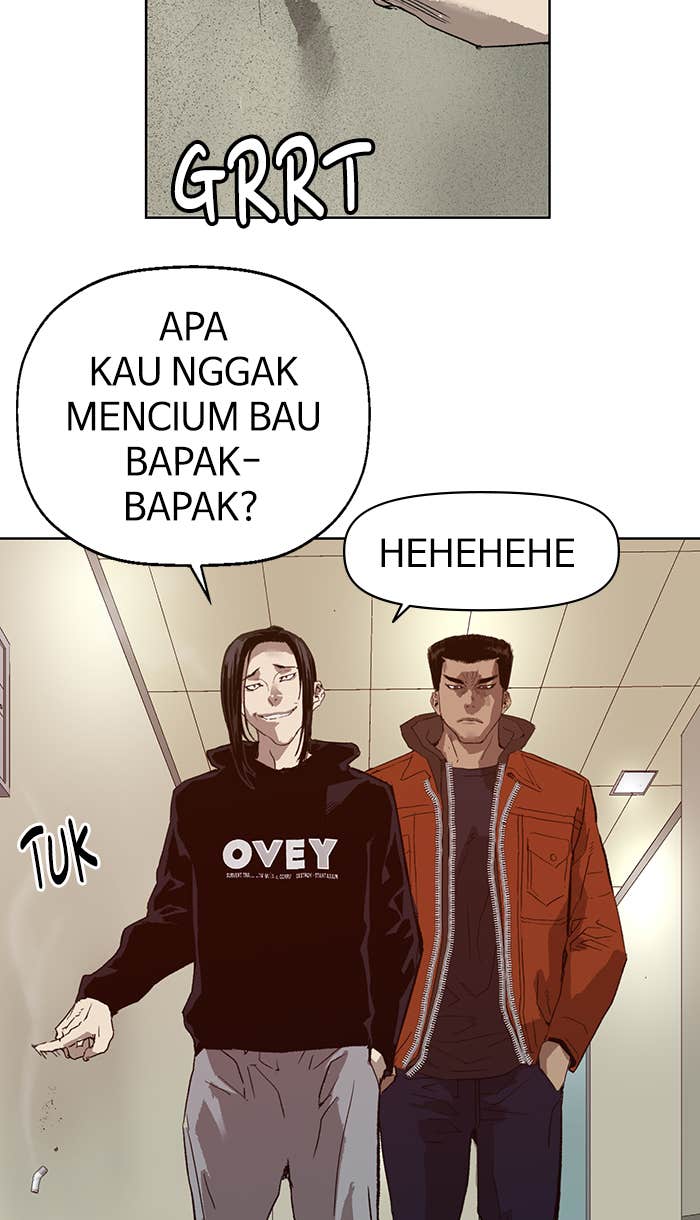 GRRT
APA
KAU NGGAK
MENCIUM BAU
BAPAK-
BAPAK?
HEHEHEHE
OVEY
TUK